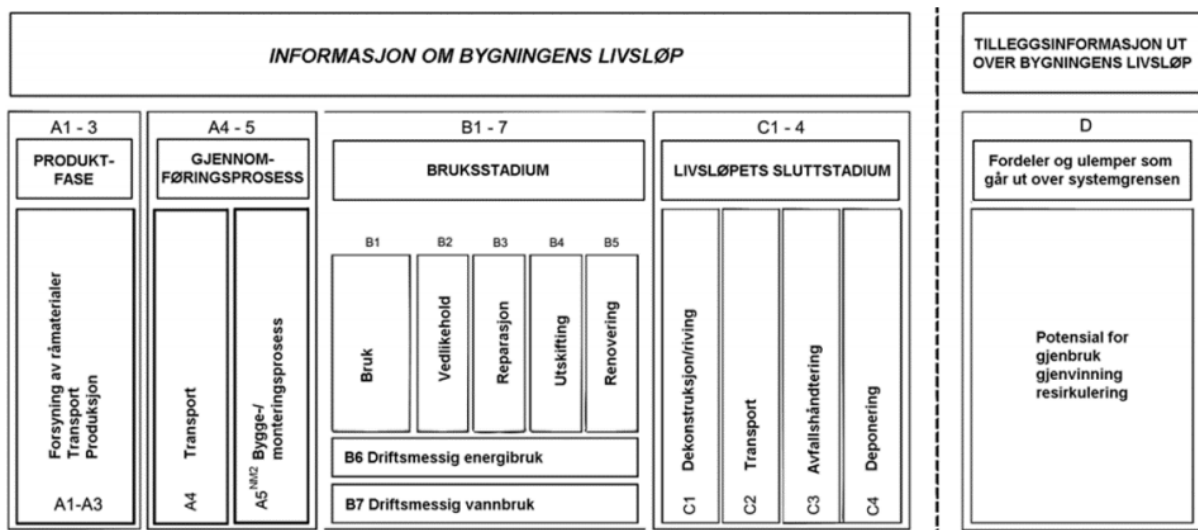 INFORMASJON OM BYGNINGENS LIVSLØP
TILLEGGSINFORMASJON UT
OVER BYGNINGENS LIVSLØP
A1 - 3
PRODUKT-
FASE
Forsyning av råmaterialer
Transport
Produksjon
A1-A3
A4 - 5
GJENNOM-
FØRINGSPROSESS
A4 Transport
A5NM2 Bygge-/
monteringsprosess
B1 - 7
BRUKSSTADIUM
B1
Bruk
B2
Vedlikehold
B3
Reparasjon
B4
Utskifting
B5
Renovering
B6 Driftsmessig energibruk
B7 Driftsmessig vannbruk
C1 - 4
LIVSLØPETS SLUTTSTADIUM
C1 Dekonstruksjon/riving
C2 Transport
C3 Avfallshåndtering
C4 Deponering
D
Fordeler og ulemper som
går ut over systemgrensen
Potensial for
gjenbruk
gjenvinning
resirkulering